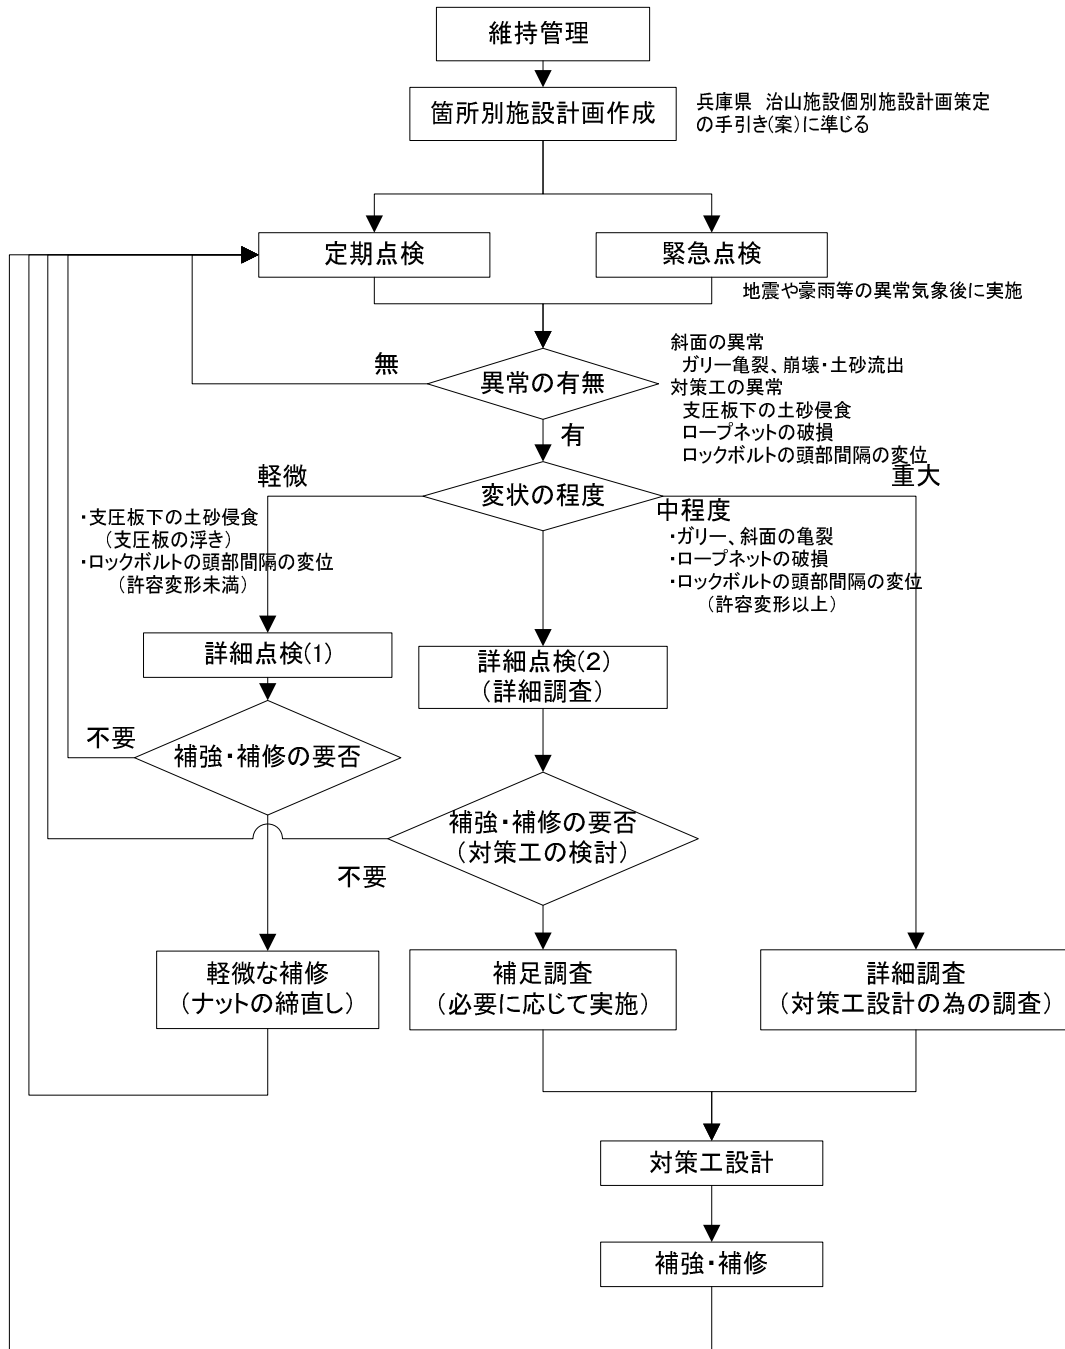 維持管理
箇所別施設計画作成
兵庫県　治山施設個別施設計画策定
の手引き(案)に準じる
定期点検
緊急点検
地震や豪雨等の異常気象後に実施
無
異常の有無
斜面の異常
ガリー亀裂、崩壊・土砂流出
対策工の異常
支圧板下の土砂侵食
ロープネットの破損
ロックボルトの頭部間隔の変位
有
軽微
変状の程度
重大
中程度
・支圧板下の土砂侵食
（支圧板の浮き）
・ロックボルトの頭部間隔の変位
（許容変形未満）
・ガリー、斜面の亀裂
・ロープネットの破損
・ロックボルトの頭部間隔の変位
（許容変形以上）
詳細点検(1)
詳細点検(2)
（詳細調査）
不要
補強・補修の要否
補強・補修の要否
（対策工の検討）
不要
軽微な補修
（ナットの締直し）
補足調査
（必要に応じて実施）
詳細調査
（対策工設計の為の調査）
対策工設計
補強・補修